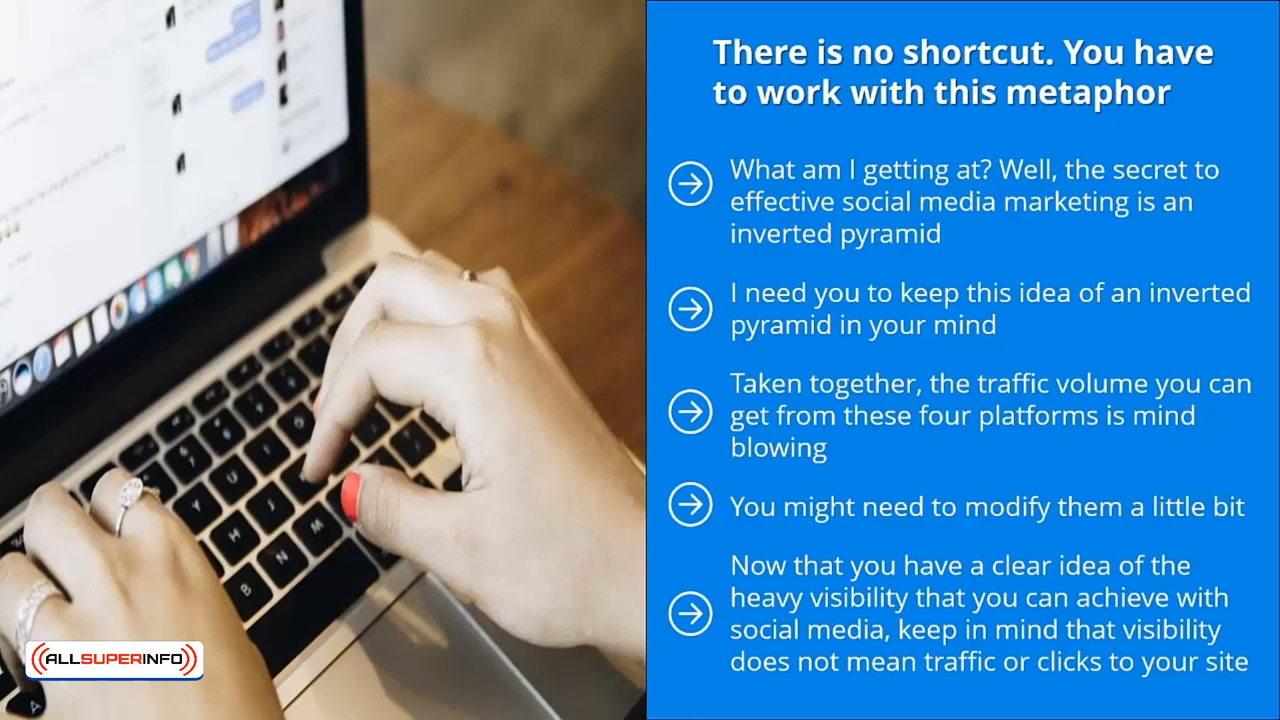 There is no shortcut. You have
to work with this metaphor
What am I getting at? Well, the secret to
effective social media marketing is an
inverted pyramid
I need you to keep this idea of an inverted
pyramid in your mind
Taken together, the traffic volume you can
get from these four platforms is mind
blowing
You might need to modify them a little bit
Now that you have a clear idea of the
heavy visibility that you can achieve with
social media, keep in mind that visibility
does not mean traffic or clicks to your site
ALLSUPERINFO
Y
U
H
J
B
N
M
A